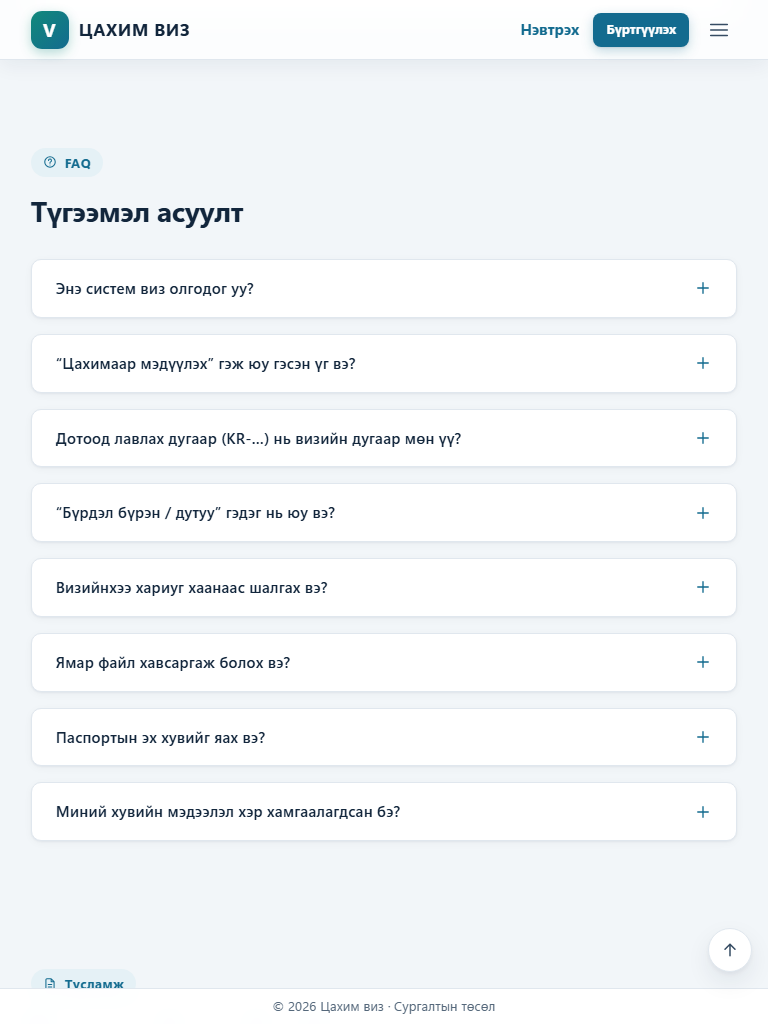 V ЦАХИМ ВИЗ Нэвтрэх Бүртгүүлэх
FAQ
Түгээмэл асуулт
Энэ систем виз олгодог уу?
“Цахимаар мэдүүлэх” гэж юу гэсэн үг вэ?
Дотоод лавлах дугаар (KR-…) нь визийн дугаар мөн үү?
“Бүрдэл бүрэн / дутуу” гэдэг нь юу вэ?
Визийнхээ хариуг хаанаас шалгах вэ?
Ямар файл хавсаргаж болох вэ?
Паспортын эх хувийг яах вэ?
Миний хувийн мэдээлэл хэр хамгаалагдсан бэ?
Тусламж
© 2026 Цахим виз · Сургалтын төсөл